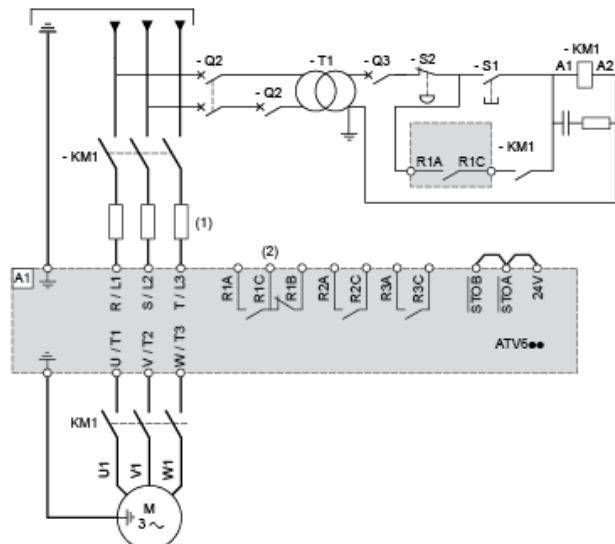 - Q2
- T1
- Q3
- S2
- S1
- KM1
A1
A2
- Q2
- KM1
R1A
R1C
- KM1
(1)
(2)
A1
R / L1
S / L2
T / L3
R1A
R1C
R1B
R2A
R2C
R3A
R3C
STOB
STOA
24V
U / T1
V / T2
W / T3
ATV6●●
KM1
U1
V1
W1
M
3 ~